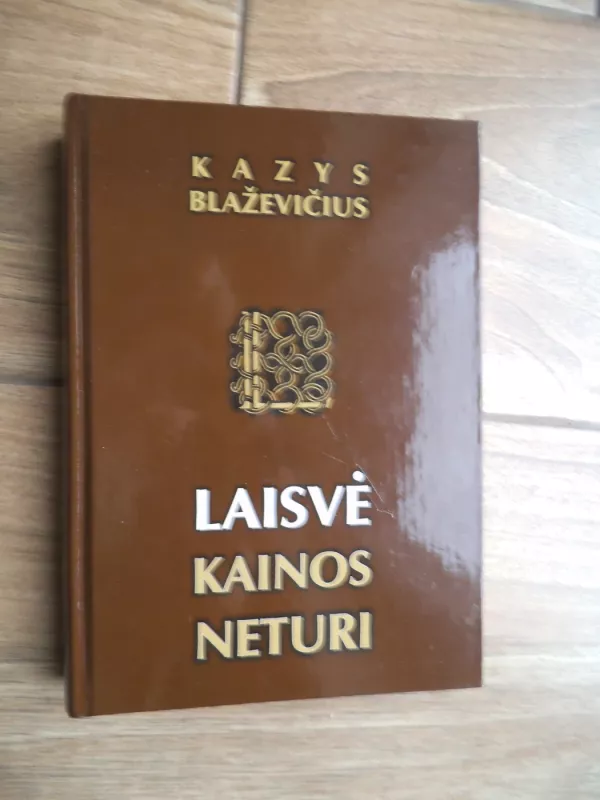 KAZYS
BLAŽEVIČIUS
LAISVĖ
KAINOS
NETURI